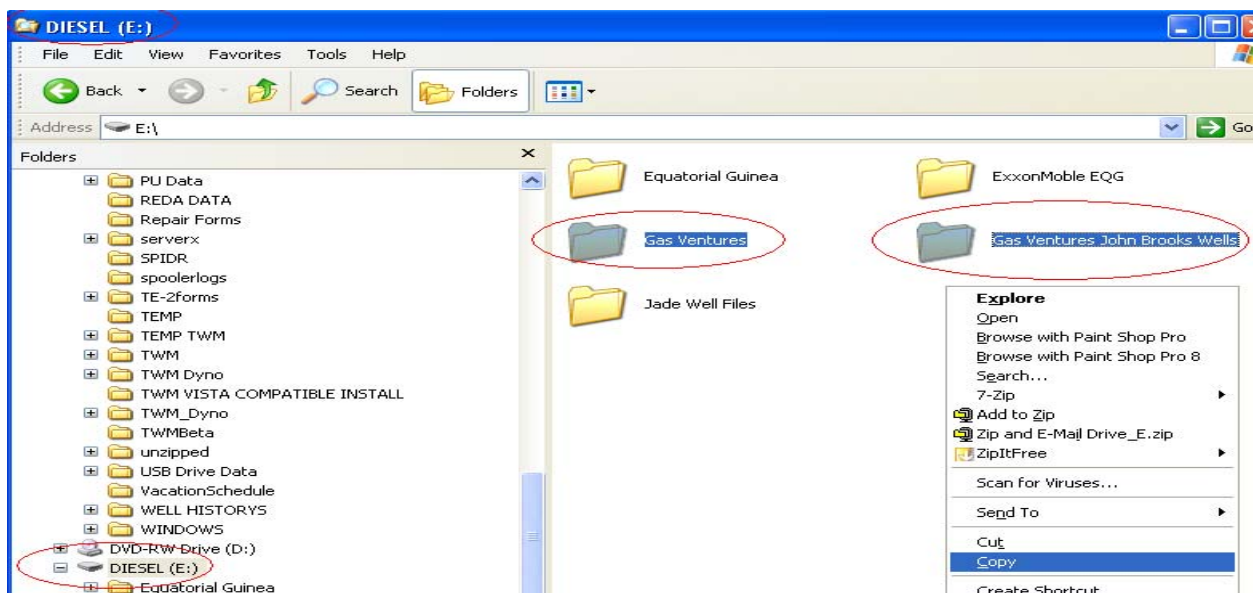 DIESEL (E:)
File Edit View Favorites Tools Help
Back Search Folders
Address E:\ Go
Folders
PU Data
REDA DATA
Repair Forms
serverx
SPIDR
spoolerlogs
TE-2forms
TEMP
TEMP TWM
TWM
TWM Dyno
TWM VISTA COMPATIBLE INSTALL
TWM_Dyno
TWMBeta
unzipped
USB Drive Data
VacationSchedule
WELL HISTORYS
WINDOWS
DVD-RW Drive (D:)
DIESEL (E:)
Equatorial Guinea
Equatorial Guinea
ExxonMoble EQG
Gas Ventures
Gas Ventures John Brooks Wells
Jade Well Files
Explore
Open
Browse with Paint Shop Pro
Browse with Paint Shop Pro 8
Search...
7-Zip
Add to Zip
Zip and E-Mail Drive_E.zip
ZipItFree
Scan for Viruses...
Send To
Cut
Copy
Create Shortcut